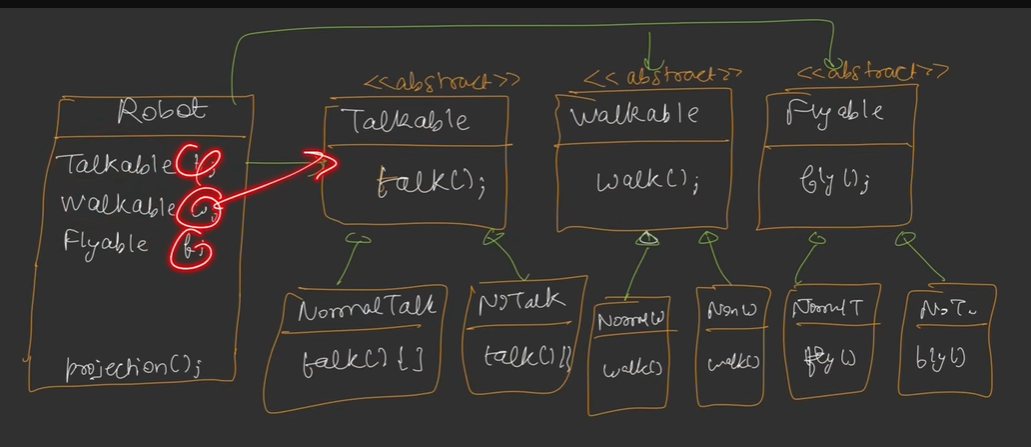 <<abstract>>
<<abstract>>
<<abstract>>
Robot
Talkable t;
Walkable w;
Flyable f;
projection();
Talkable
talk();
Walkable
walk();
Flyable
fly();
NormalTalk
talk(){}
NoTalk
talk(){}
NormalW
walk()
NonW
walk()
NormalT
fly()
NoT
fly()